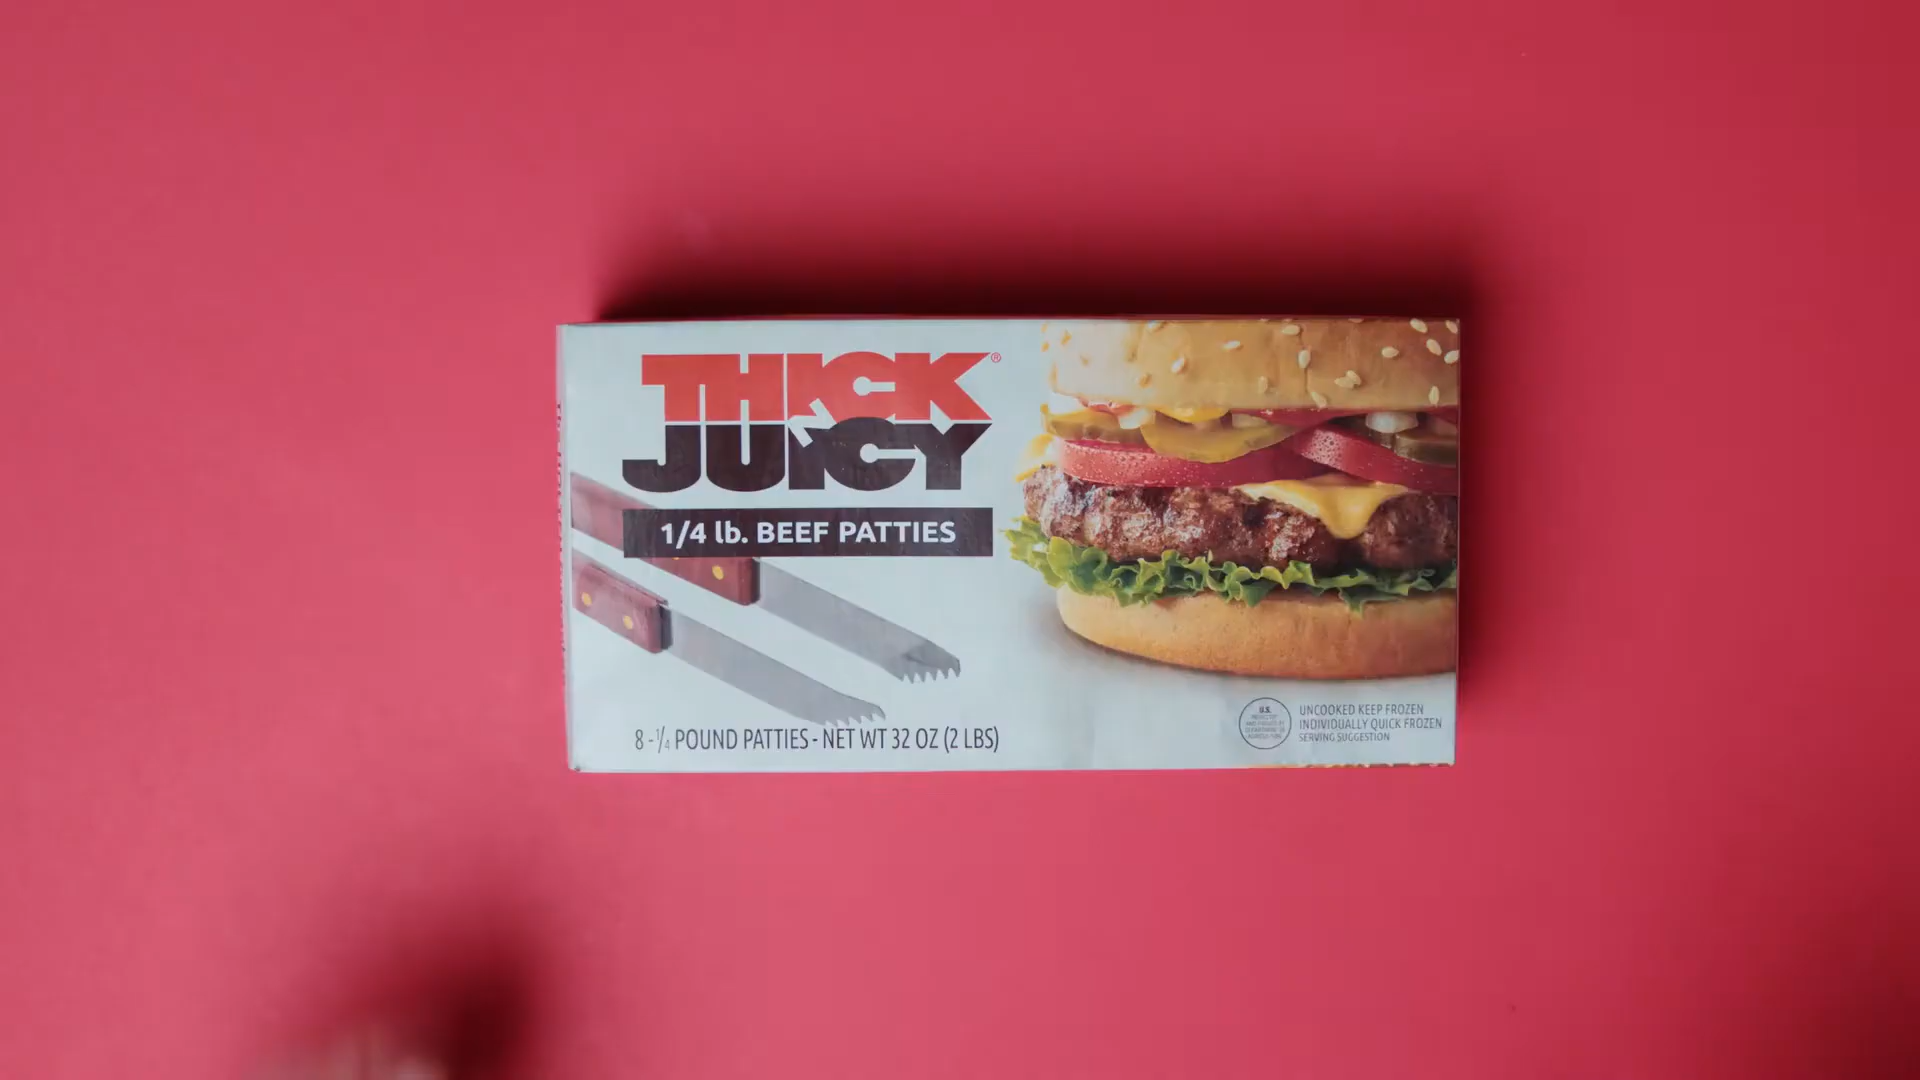 THICK®
JUICY
1/4 lb. BEEF PATTIES
8 - 1/4 POUND PATTIES - NET WT 32 OZ (2 LBS)
U.S.
UNCOOKED KEEP FROZEN
INDIVIDUALLY QUICK FROZEN
SERVING SUGGESTION